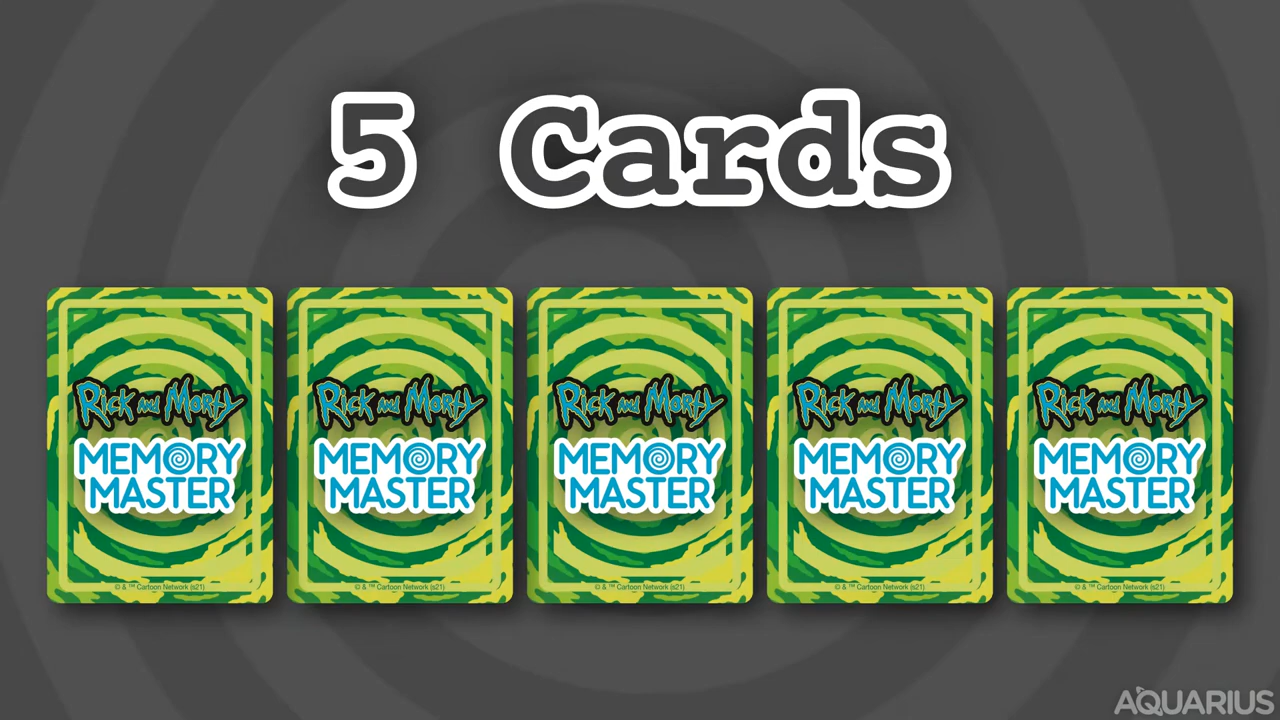 5 Cards
Rick and Morty
MEMORY
MASTER
© & ™ Cartoon Network (s21)
Rick and Morty
MEMORY
MASTER
© & ™ Cartoon Network (s21)
Rick and Morty
MEMORY
MASTER
© & ™ Cartoon Network (s21)
Rick and Morty
MEMORY
MASTER
© & ™ Cartoon Network (s21)
Rick and Morty
MEMORY
MASTER
© & ™ Cartoon Network (s21)
AQUARIUS